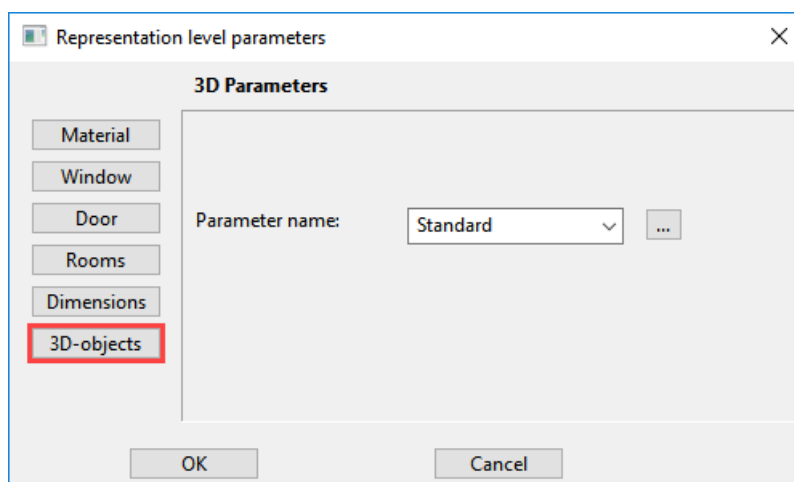 Representation level parameters
3D Parameters
Material
Window
Door
Rooms
Dimensions
3D-objects
Parameter name:
Standard
...
OK
Cancel